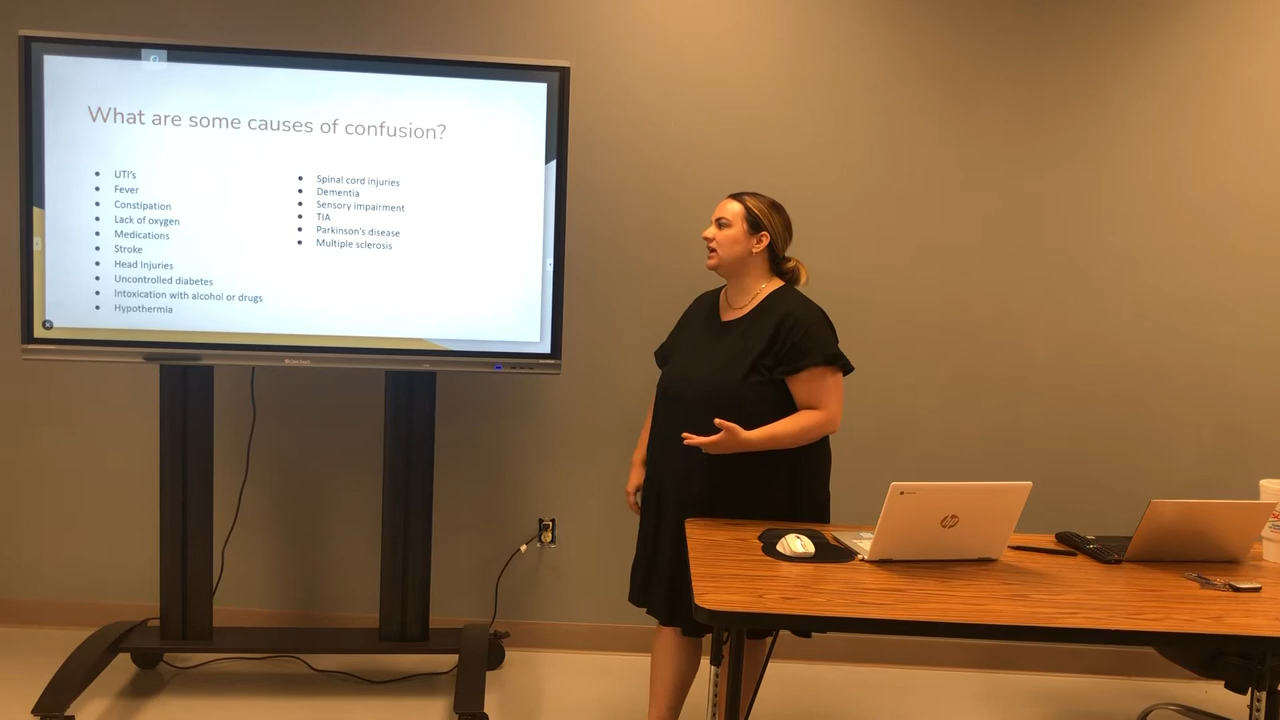 What are some causes of confusion?
• UTI's
• Fever
• Constipation
• Lack of oxygen
• Medications
• Stroke
• Head Injuries
• Uncontrolled diabetes
• Intoxication with alcohol or drugs
• Hypothermia
• Spinal cord injuries
• Dementia
• Sensory impairment
• TIA
• Parkinson's disease
• Multiple sclerosis
hp